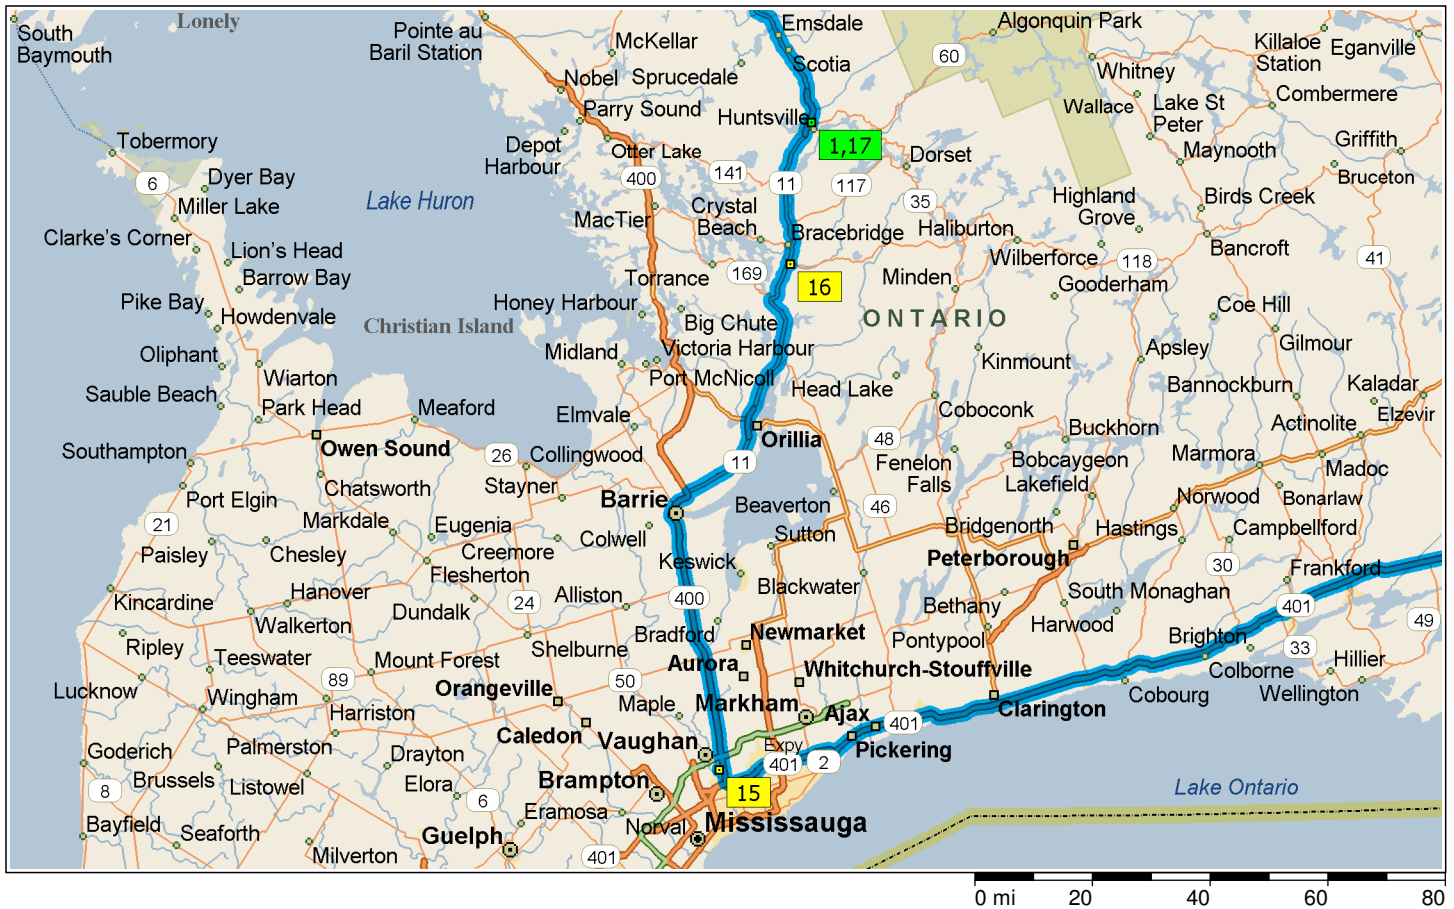 Lonely
Algonquin Park
Emsdale
South
Baymouth
Pointe au
Baril Station
McKellar
Killaloe
Station
Eganville
60
Scotia
Whitney
Nobel
Sprucedale
Combermere
Wallace
Lake St
Peter
Parry Sound
Huntsville
Tobermory
Depot
Harbour
Otter Lake
1,17
Dorset
Maynooth
Griffith
6
Dyer Bay
400
141
11
117
Bruceton
Miller Lake
Lake Huron
MacTier
Crystal
Beach
35
Highland
Grove
Birds Creek
Clarke's Corner
Lion's Head
Bracebridge
Haliburton
Bancroft
Barrow Bay
Torrance
169
16
Minden
Wilberforce
118
41
Gooderham
Pike Bay
Howdenvale
Honey Harbour
Christian Island
Big Chute
ONTARIO
Coe Hill
Oliphant
Midland
Victoria Harbour
Kinmount
Apsley
Gilmour
Wiarton
Port McNicoll
Head Lake
Bannockburn
Kaladar
Sauble Beach
Park Head
Meaford
Elmvale
Coboconk
Elzevir
Actinolite
Owen Sound
Orillia
48
Buckhorn
Southampton
26
Collingwood
11
Fenelon
Falls
Bobcaygeon
Marmora
Madoc
Stayner
Lakefield
Port Elgin
Chatsworth
Barrie
Beaverton
46
Norwood
Bonarlaw
21
Markdale
Eugenia
Colwell
Sutton
Bridgenorth
Hastings
Campbellford
Paisley
Chesley
Creemore
Keswick
Peterborough
30
Frankford
Flesherton
Blackwater
Kincardine
Hanover
Dundalk
24
Alliston
400
Bethany
South Monaghan
401
49
Walkerton
Bradford
Newmarket
Pontypool
Harwood
Brighton
33
Ripley
Teeswater
Mount Forest
Shelburne
Aurora
Whitchurch-Stouffville
Colborne
Hillier
Lucknow
Wingham
89
Orangeville
50
Maple
Markham
Ajax
Clarington
Cobourg
Wellington
Harriston
Caledon
Vaughan
401
Pickering
Goderich
Palmerston
Drayton
Expy
401
2
Brussels
Listowel
Elora
Brampton
15
Lake Ontario
8
6
Eramosa
Norval
Mississauga
Bayfield
Seaforth
Guelph
Milverton
401
0 mi 20 40 60 80